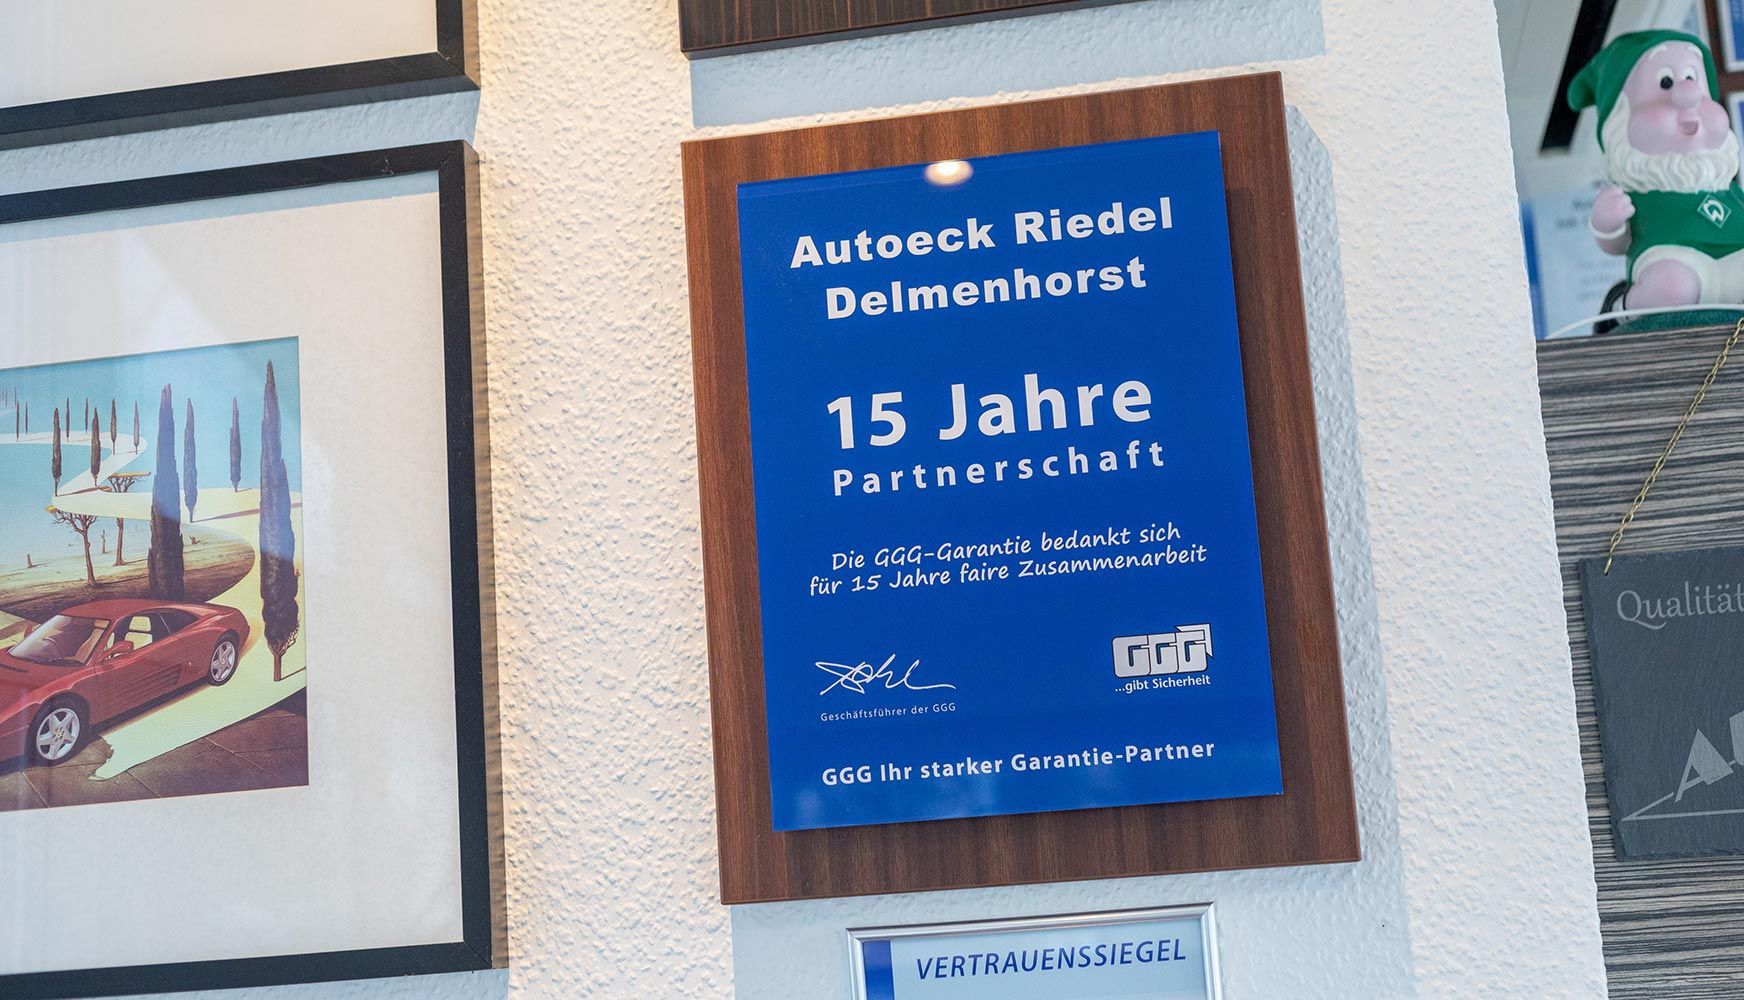 Autoeck Riedel
Delmenhorst
15 Jahre
Partnerschaft
Die GGG-Garantie bedankt sich
für 15 Jahre faire Zusammenarbeit
GGG
...gibt Sicherheit
Geschäftsführer der GGG
GGG Ihr starker Garantie-Partner
VERTRAUENSSIEGEL
Qualität